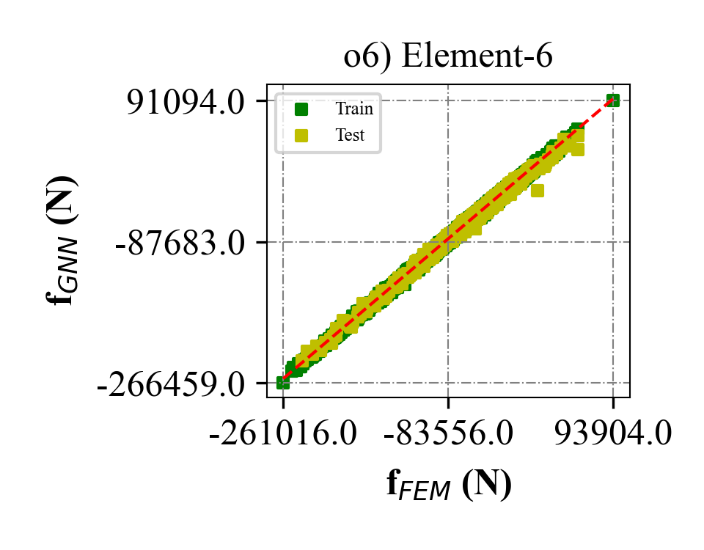 o6) Element-6
91094.0
-87683.0
-266459.0
f_GNN (N)
Train
Test
-261016.0 -83556.0 93904.0
f_FEM (N)